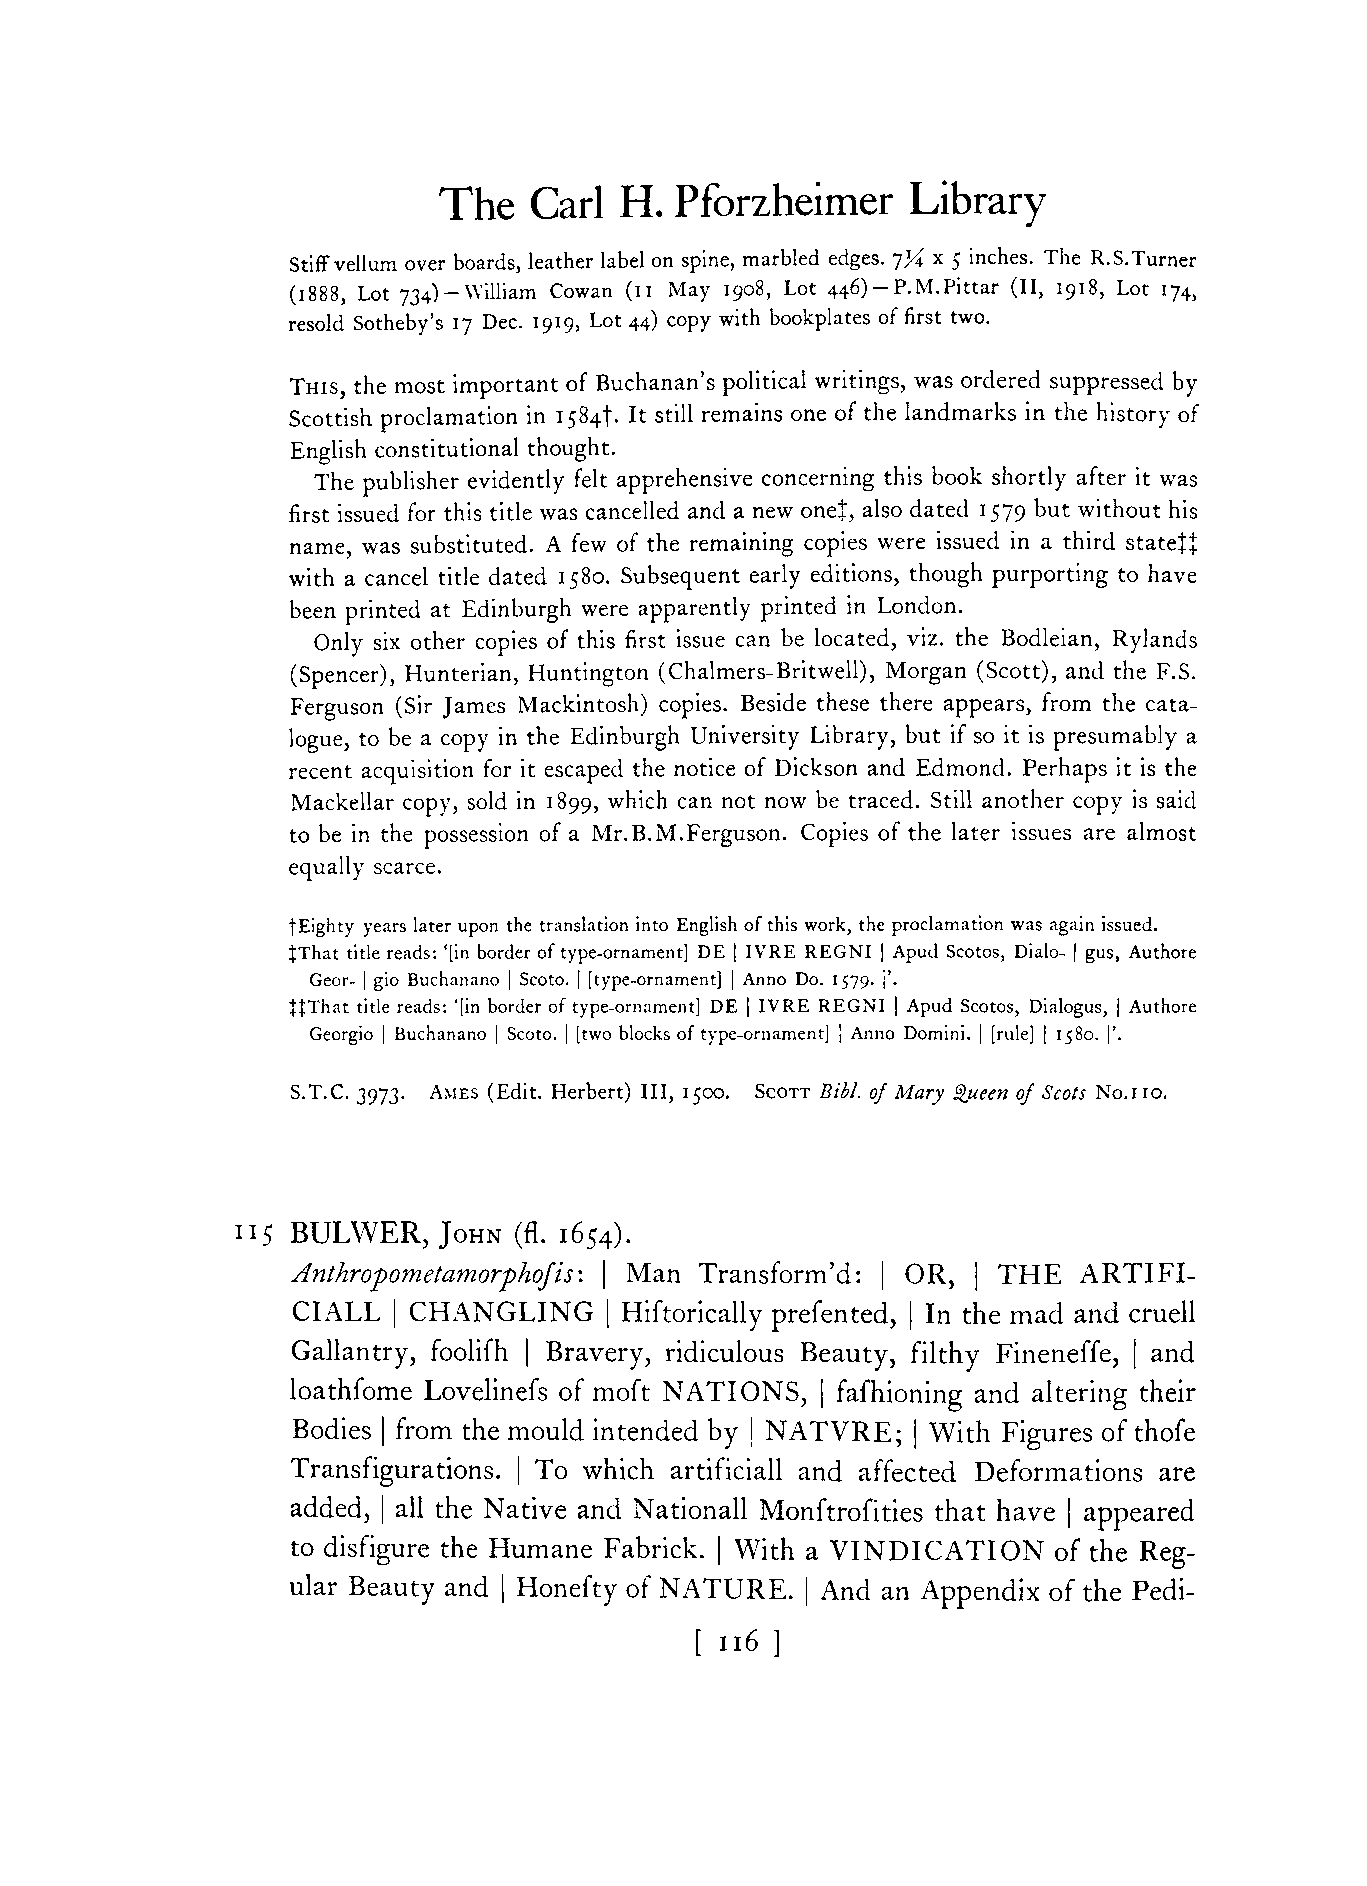 The Carl H. Pforzheimer Library
Stiff vellum over boards, leather label on spine, marbled edges. 7¼ x 5 inches. The R.S.Turner
(1888, Lot 734)—William Cowan (11 May 1908, Lot 446)—P.M.Pittar (II, 1918, Lot 174,
resold Sotheby's 17 Dec. 1919, Lot 44) copy with bookplates of first two.
THIS, the most important of Buchanan's political writings, was ordered suppressed by
Scottish proclamation in 1584†. It still remains one of the landmarks in the history of
English constitutional thought.
The publisher evidently felt apprehensive concerning this book shortly after it was
first issued for this title was cancelled and a new one‡, also dated 1579 but without his
name, was substituted. A few of the remaining copies were issued in a third state‡‡
with a cancel title dated 1580. Subsequent early editions, though purporting to have
been printed at Edinburgh were apparently printed in London.
Only six other copies of this first issue can be located, viz. the Bodleian, Rylands
(Spencer), Hunterian, Huntington (Chalmers-Britwell), Morgan (Scott), and the F.S.
Ferguson (Sir James Mackintosh) copies. Beside these there appears, from the cata-
logue, to be a copy in the Edinburgh University Library, but if so it is presumably a
recent acquisition for it escaped the notice of Dickson and Edmond. Perhaps it is the
Mackellar copy, sold in 1899, which can not now be traced. Still another copy is said
to be in the possession of a Mr.B.M.Ferguson. Copies of the later issues are almost
equally scarce.
†Eighty years later upon the translation into English of this work, the proclamation was again issued.
‡That title reads: '[in border of type-ornament] DE | IVRE REGNI | Apud Scotos, Dialo- | gus, Authore
Geor- | gio Buchanano | Scoto. | [type-ornament] | Anno Do. 1579. |'.
‡‡That title reads: '[in border of type-ornament] DE | IVRE REGNI | Apud Scotos, Dialogus, | Authore
Georgio | Buchanano | Scoto. | [two blocks of type-ornament] | Anno Domini. | [rule] | 1580. |'.
S.T.C. 3973. AMES (Edit. Herbert) III, 1500. SCOTT Bibl. of Mary Queen of Scots No.110.
115 BULWER, JOHN (fl. 1654).
Anthropometamorphoſis: | Man Transform'd: | OR, | THE ARTIFI-
CIALL | CHANGLING | Hiſtorically preſented, | In the mad and cruell
Gallantry, fooliſh | Bravery, ridiculous Beauty, filthy Fineneſſe, | and
loathſome Lovelineſs of moſt NATIONS, | faſhioning and altering their
Bodies | from the mould intended by | NATVRE; | With Figures of thoſe
Transfigurations. | To which artificiall and affected Deformations are
added, | all the Native and Nationall Monſtroſities that have | appeared
to disfigure the Humane Fabrick. | With a VINDICATION of the Reg-
ular Beauty and | Honeſty of NATURE. | And an Appendix of the Pedi-
[ 116 ]